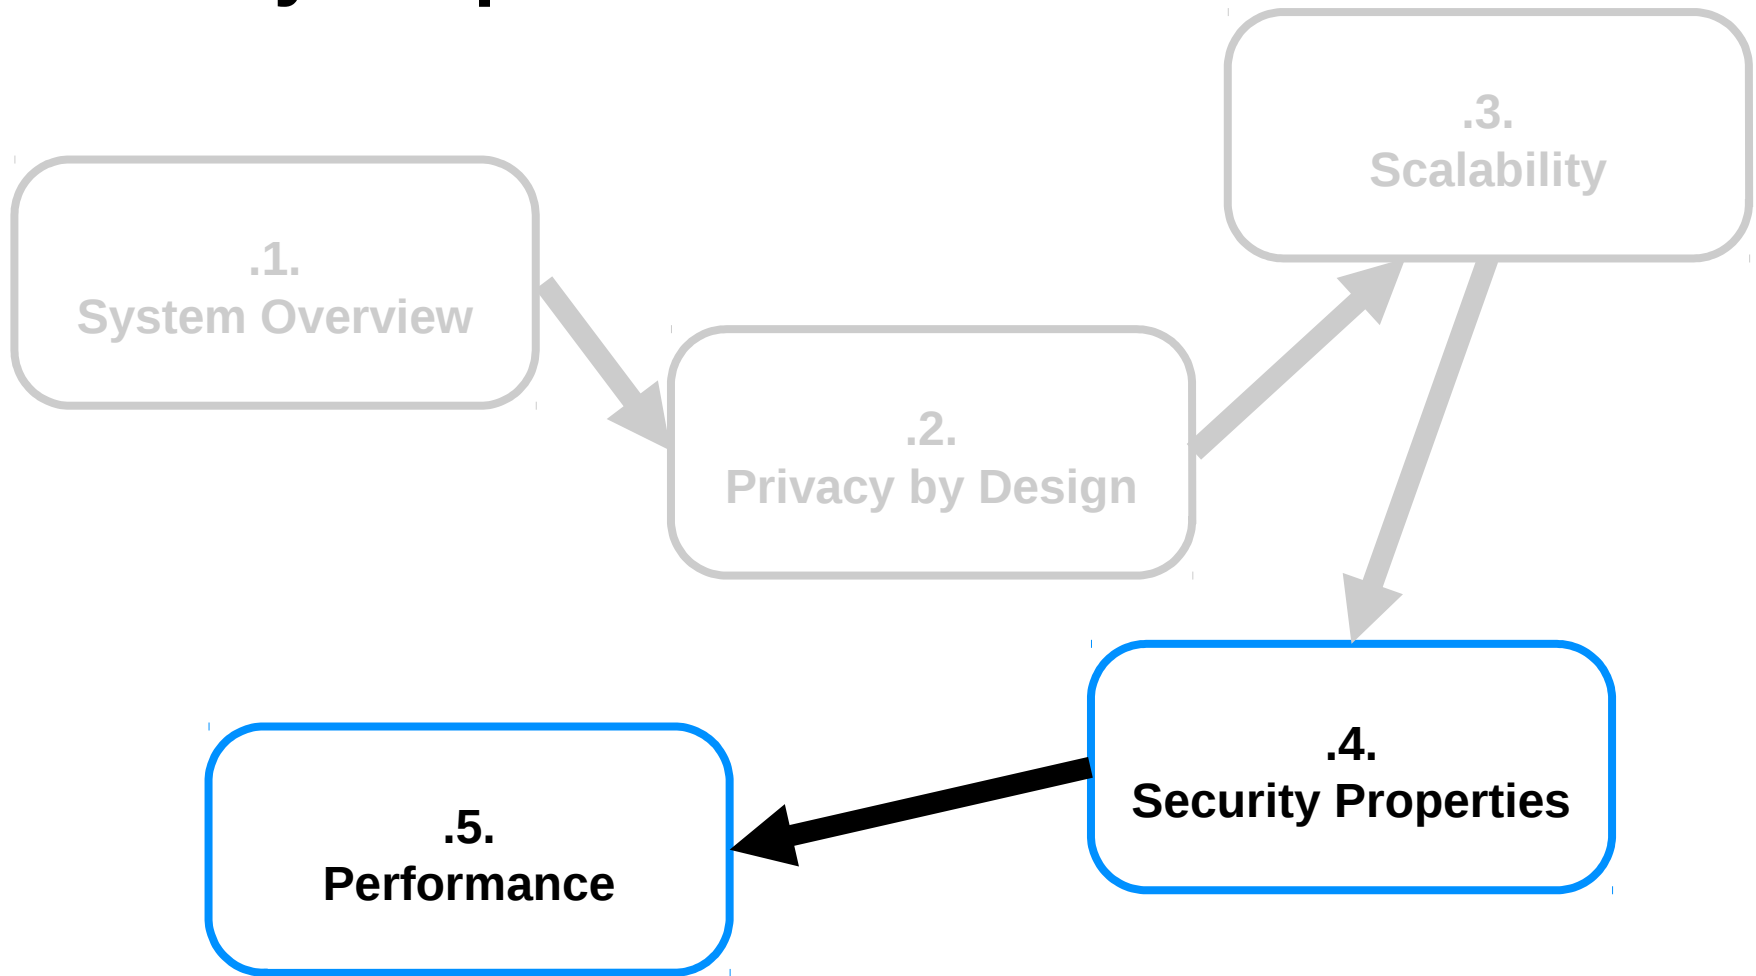 .1.
System Overview
.2.
Privacy by Design
.3.
Scalability
.4.
Security Properties
.5.
Performance